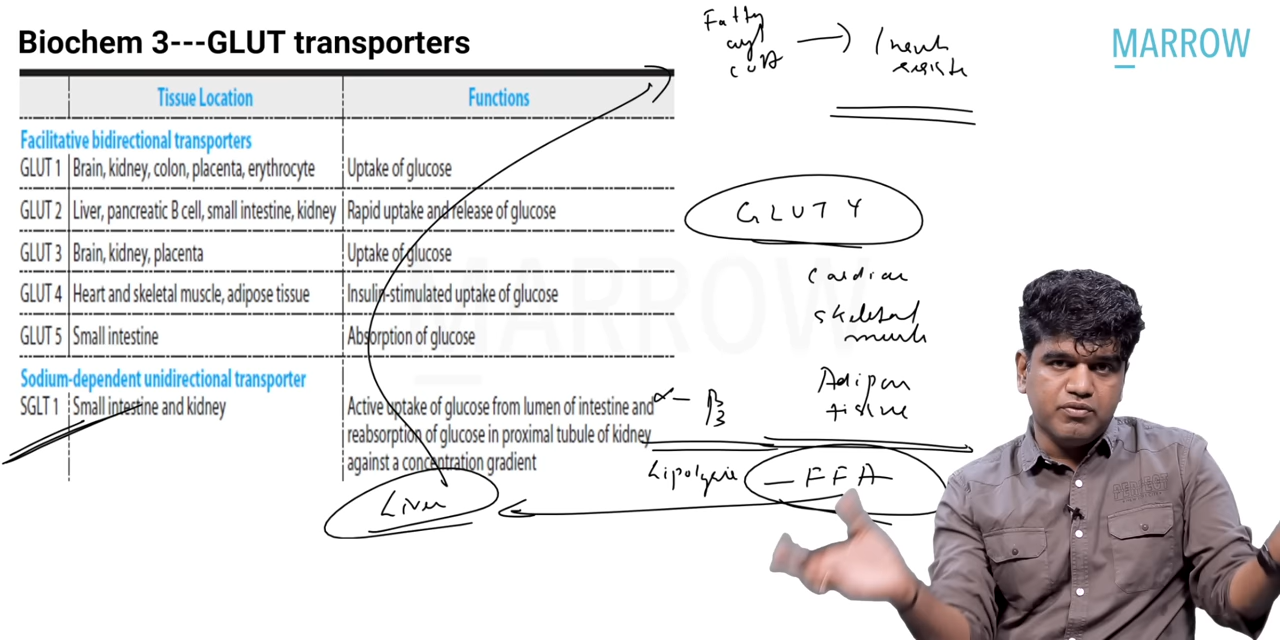 Biochem 3---GLUT transporters
MARROW
Tissue Location
Functions
Facilitative bidirectional transporters
GLUT 1
Brain, kidney, colon, placenta, erythrocyte
Uptake of glucose
GLUT 2
Liver, pancreatic B cell, small intestine, kidney
Rapid uptake and release of glucose
GLUT 3
Brain, kidney, placenta
Uptake of glucose
GLUT 4
Heart and skeletal muscle, adipose tissue
Insulin-stimulated uptake of glucose
GLUT 5
Small intestine
Absorption of glucose
Sodium-dependent unidirectional transporter
SGLT 1
Small intestine and kidney
Active uptake of glucose from lumen of intestine and
reabsorption of glucose in proximal tubule of kidney
against a concentration gradient
MARROW
Fatty
CoA
GLUT 4
Skeletal
Adipose
tissue
α – β3
Lipolysis
– FFA
Liver
PERFECT